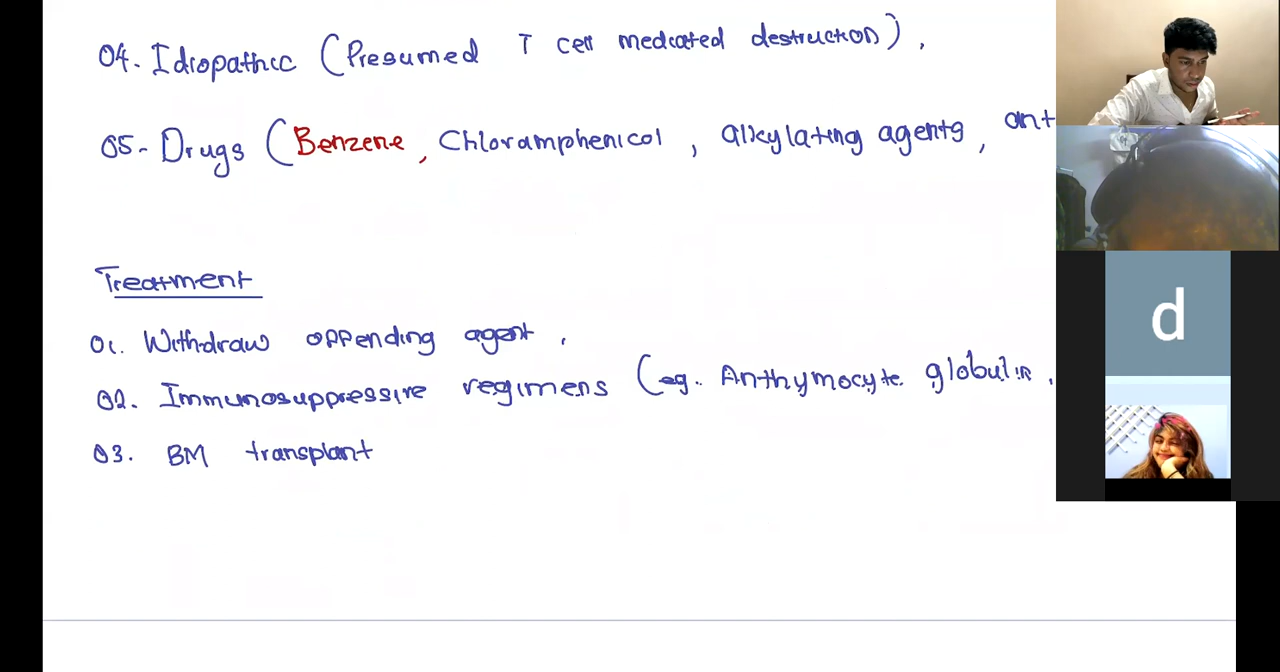 04. Idiopathic (Presumed T cell mediated destruction).
05- Drugs (Benzene, Chloramphenicol, alkylating agents, ant
Treatment
01. Withdraw offending agent.
02. Immunosuppressive regimens (eg. Anthymocyte globulin.
03. BM transplant
d